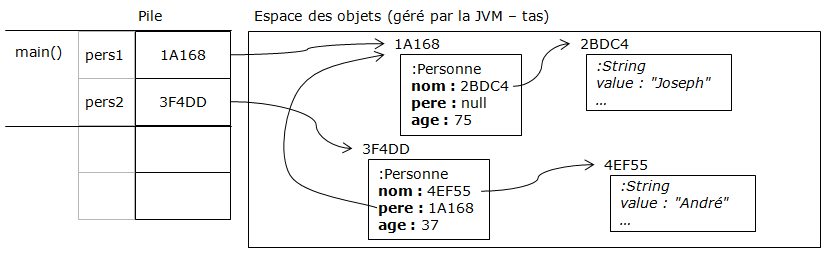 Pile
Espace des objets (géré par la JVM – tas)
main()
pers1
1A168
pers2
3F4DD
1A168
:Personne
nom : 2BDC4
pere : null
age : 75
2BDC4
:String
value : "Joseph"
...
3F4DD
:Personne
nom : 4EF55
pere : 1A168
age : 37
4EF55
:String
value : "André"
...